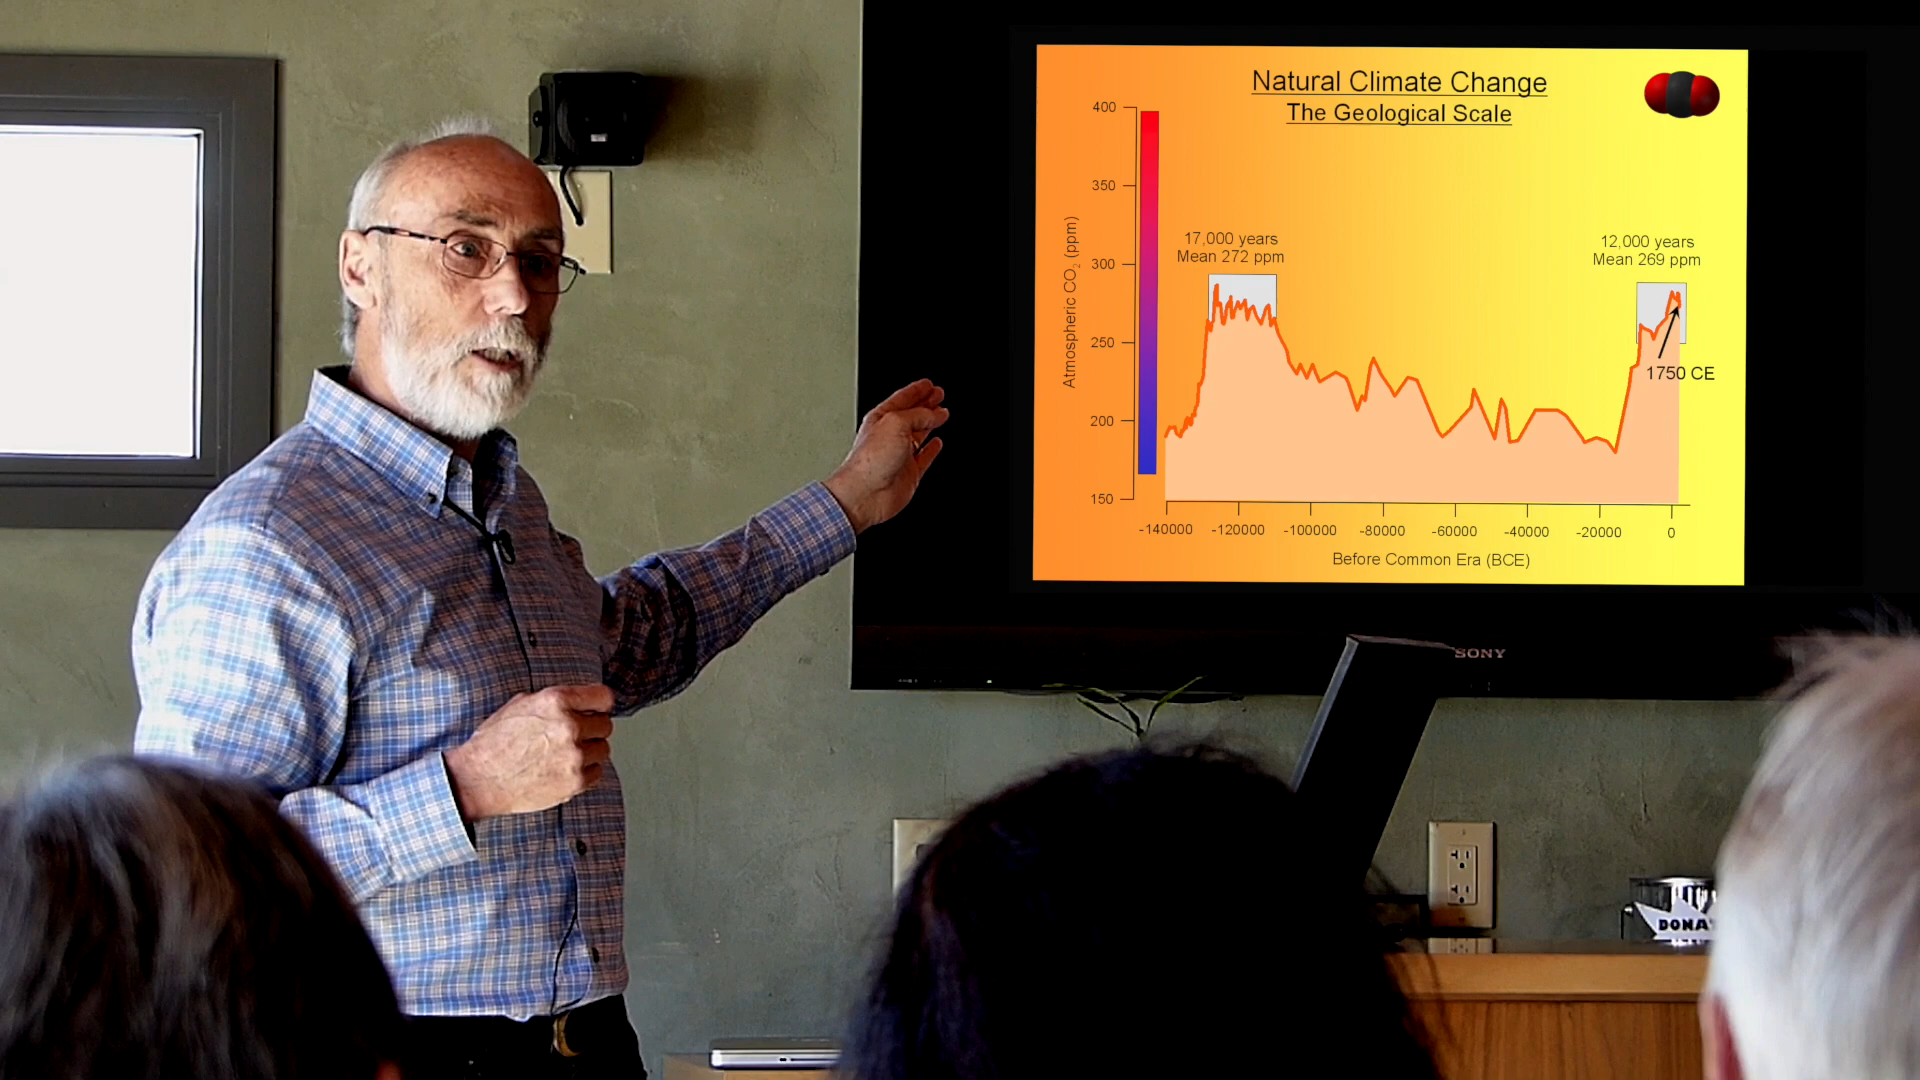 Natural Climate Change
The Geological Scale
400
350
300
250
200
150
Atmospheric CO₂ (ppm)
17,000 years
Mean 272 ppm
12,000 years
Mean 269 ppm
1750 CE
-140000 -120000 -100000 -80000 -60000 -40000 -20000 0
Before Common Era (BCE)
SONY